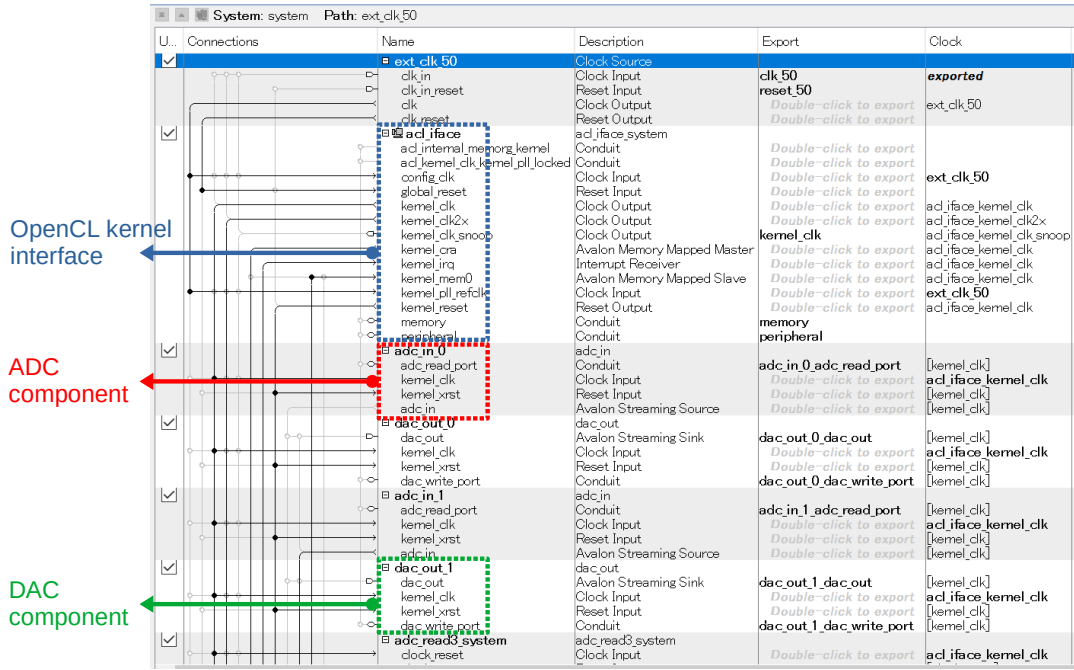 System: system Path: ext_clk_50
U... Connections Name Description Export Clock
ext_clk_50 Clock Source
clk_in Clock Input clk_50 exported
clk_in_reset Reset Input reset_50
clk Clock Output Double-click to export ext_clk_50
clk_reset Reset Output Double-click to export
acl_iface acl_iface_system
acl_internal_memorg_kernel Conduit Double-click to export
acl_kernel_clk_kernel_pll_locked Conduit Double-click to export
config_clk Clock Input Double-click to export ext_clk_50
global_reset Reset Input Double-click to export
kernel_clk Clock Output Double-click to export acl_iface_kernel_clk
kernel_clk2x Clock Output Double-click to export acl_iface_kernel_clk2x
kernel_clk_snoop Clock Output kernel_clk acl_iface_kernel_clk_snoop
kernel_cra Avalon Memory Mapped Master Double-click to export acl_iface_kernel_clk
kernel_irq Interrupt Receiver Double-click to export acl_iface_kernel_clk
kernel_mem0 Avalon Memory Mapped Slave Double-click to export acl_iface_kernel_clk
kernel_pll_refclk Clock Input Double-click to export ext_clk_50
kernel_reset Reset Output Double-click to export acl_iface_kernel_clk
memory Conduit memory
peripheral Conduit peripheral
adc_in_0 adc_in
adc_read_port Conduit adc_in_0_adc_read_port [kernel_clk]
kernel_clk Clock Input Double-click to export acl_iface_kernel_clk
kernel_xrst Reset Input Double-click to export [kernel_clk]
adc_in Avalon Streaming Source Double-click to export [kernel_clk]
dac_out_0 dac_out
dac_out Avalon Streaming Sink dac_out_0_dac_out [kernel_clk]
kernel_clk Clock Input Double-click to export acl_iface_kernel_clk
kernel_xrst Reset Input Double-click to export [kernel_clk]
dac_write_port Conduit dac_out_0_dac_write_port [kernel_clk]
adc_in_1 adc_in
adc_read_port Conduit adc_in_1_adc_read_port [kernel_clk]
kernel_clk Clock Input Double-click to export acl_iface_kernel_clk
kernel_xrst Reset Input Double-click to export [kernel_clk]
adc_in Avalon Streaming Source Double-click to export [kernel_clk]
dac_out_1 dac_out
dac_out Avalon Streaming Sink dac_out_1_dac_out [kernel_clk]
kernel_clk Clock Input Double-click to export acl_iface_kernel_clk
kernel_xrst Reset Input Double-click to export [kernel_clk]
dac_write_port Conduit dac_out_1_dac_write_port [kernel_clk]
adc_read3_system adc_read3_system
clock_reset Clock Input Double-click to export acl_iface_kernel_clk
OpenCL kernel
interface
ADC
component
DAC
component